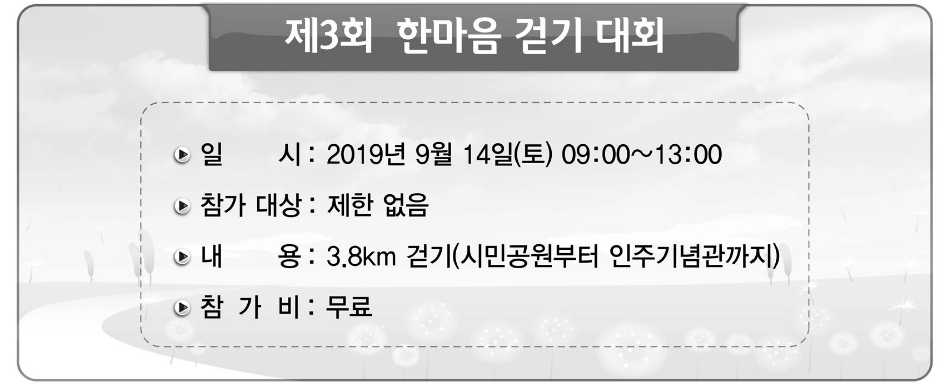 제3회 한마음 걷기 대회
일 시 : 2019년 9월 14일(토) 09:00~13:00
참가 대상 : 제한 없음
내 용 : 3.8km 걷기(시민공원부터 인주기념관까지)
참 가 비 : 무료